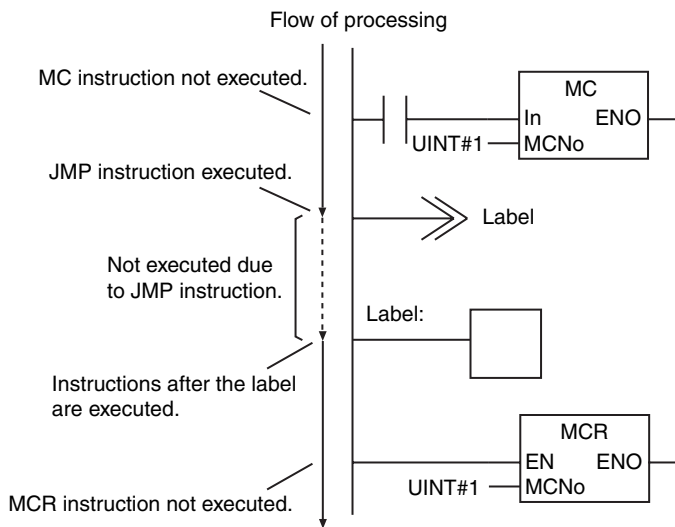 Flow of processing
MC instruction not executed.
MC
In ENO
UINT#1 MCNo
JMP instruction executed.
Label
Not executed due
to JMP instruction.
Label:
Instructions after the label
are executed.
MCR
EN ENO
UINT#1 MCNo
MCR instruction not executed.